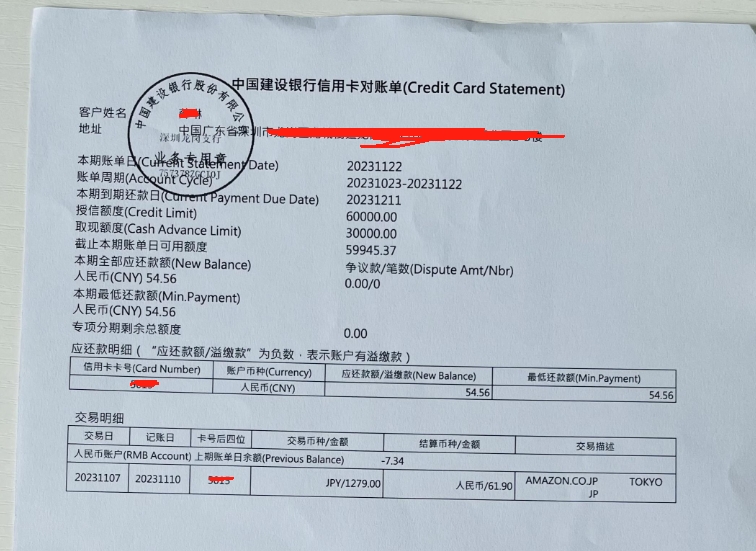 中国建设银行信用卡对账单(Credit Card Statement)
中国建设银行股份有限公司
深圳龙岗支行
业务专用章
客户姓名
地址 中国广东省深圳市
本期账单日(Current Statement Date) 20231122
账单周期(Account Cycle) 20231023-20231122
本期到期还款日(Current Payment Due Date) 20231211
授信额度(Credit Limit) 60000.00
取现额度(Cash Advance Limit) 30000.00
截止本期账单日可用额度 59945.37
本期全部应还款额(New Balance) 争议款/笔数(Dispute Amt/Nbr)
人民币(CNY) 54.56 0.00/0
本期最低还款额(Min.Payment)
人民币(CNY) 54.56
专项分期剩余总额度 0.00
应还款明细(“应还款额/溢缴款”为负数，表示账户有溢缴款)
信用卡卡号(Card Number) 账户币种(Currency) 应还款额/溢缴款(New Balance) 最低还款额(Min.Payment)
人民币(CNY) 54.56 54.56
交易明细
交易日 记账日 卡号后四位 交易币种/金额 结算币种/金额 交易描述
人民币账户(RMB Account) 上期账单日余额(Previous Balance) -7.34
20231107 20231110 JPY/1279.00 人民币/61.90 AMAZON.CO.JP TOKYO
JP